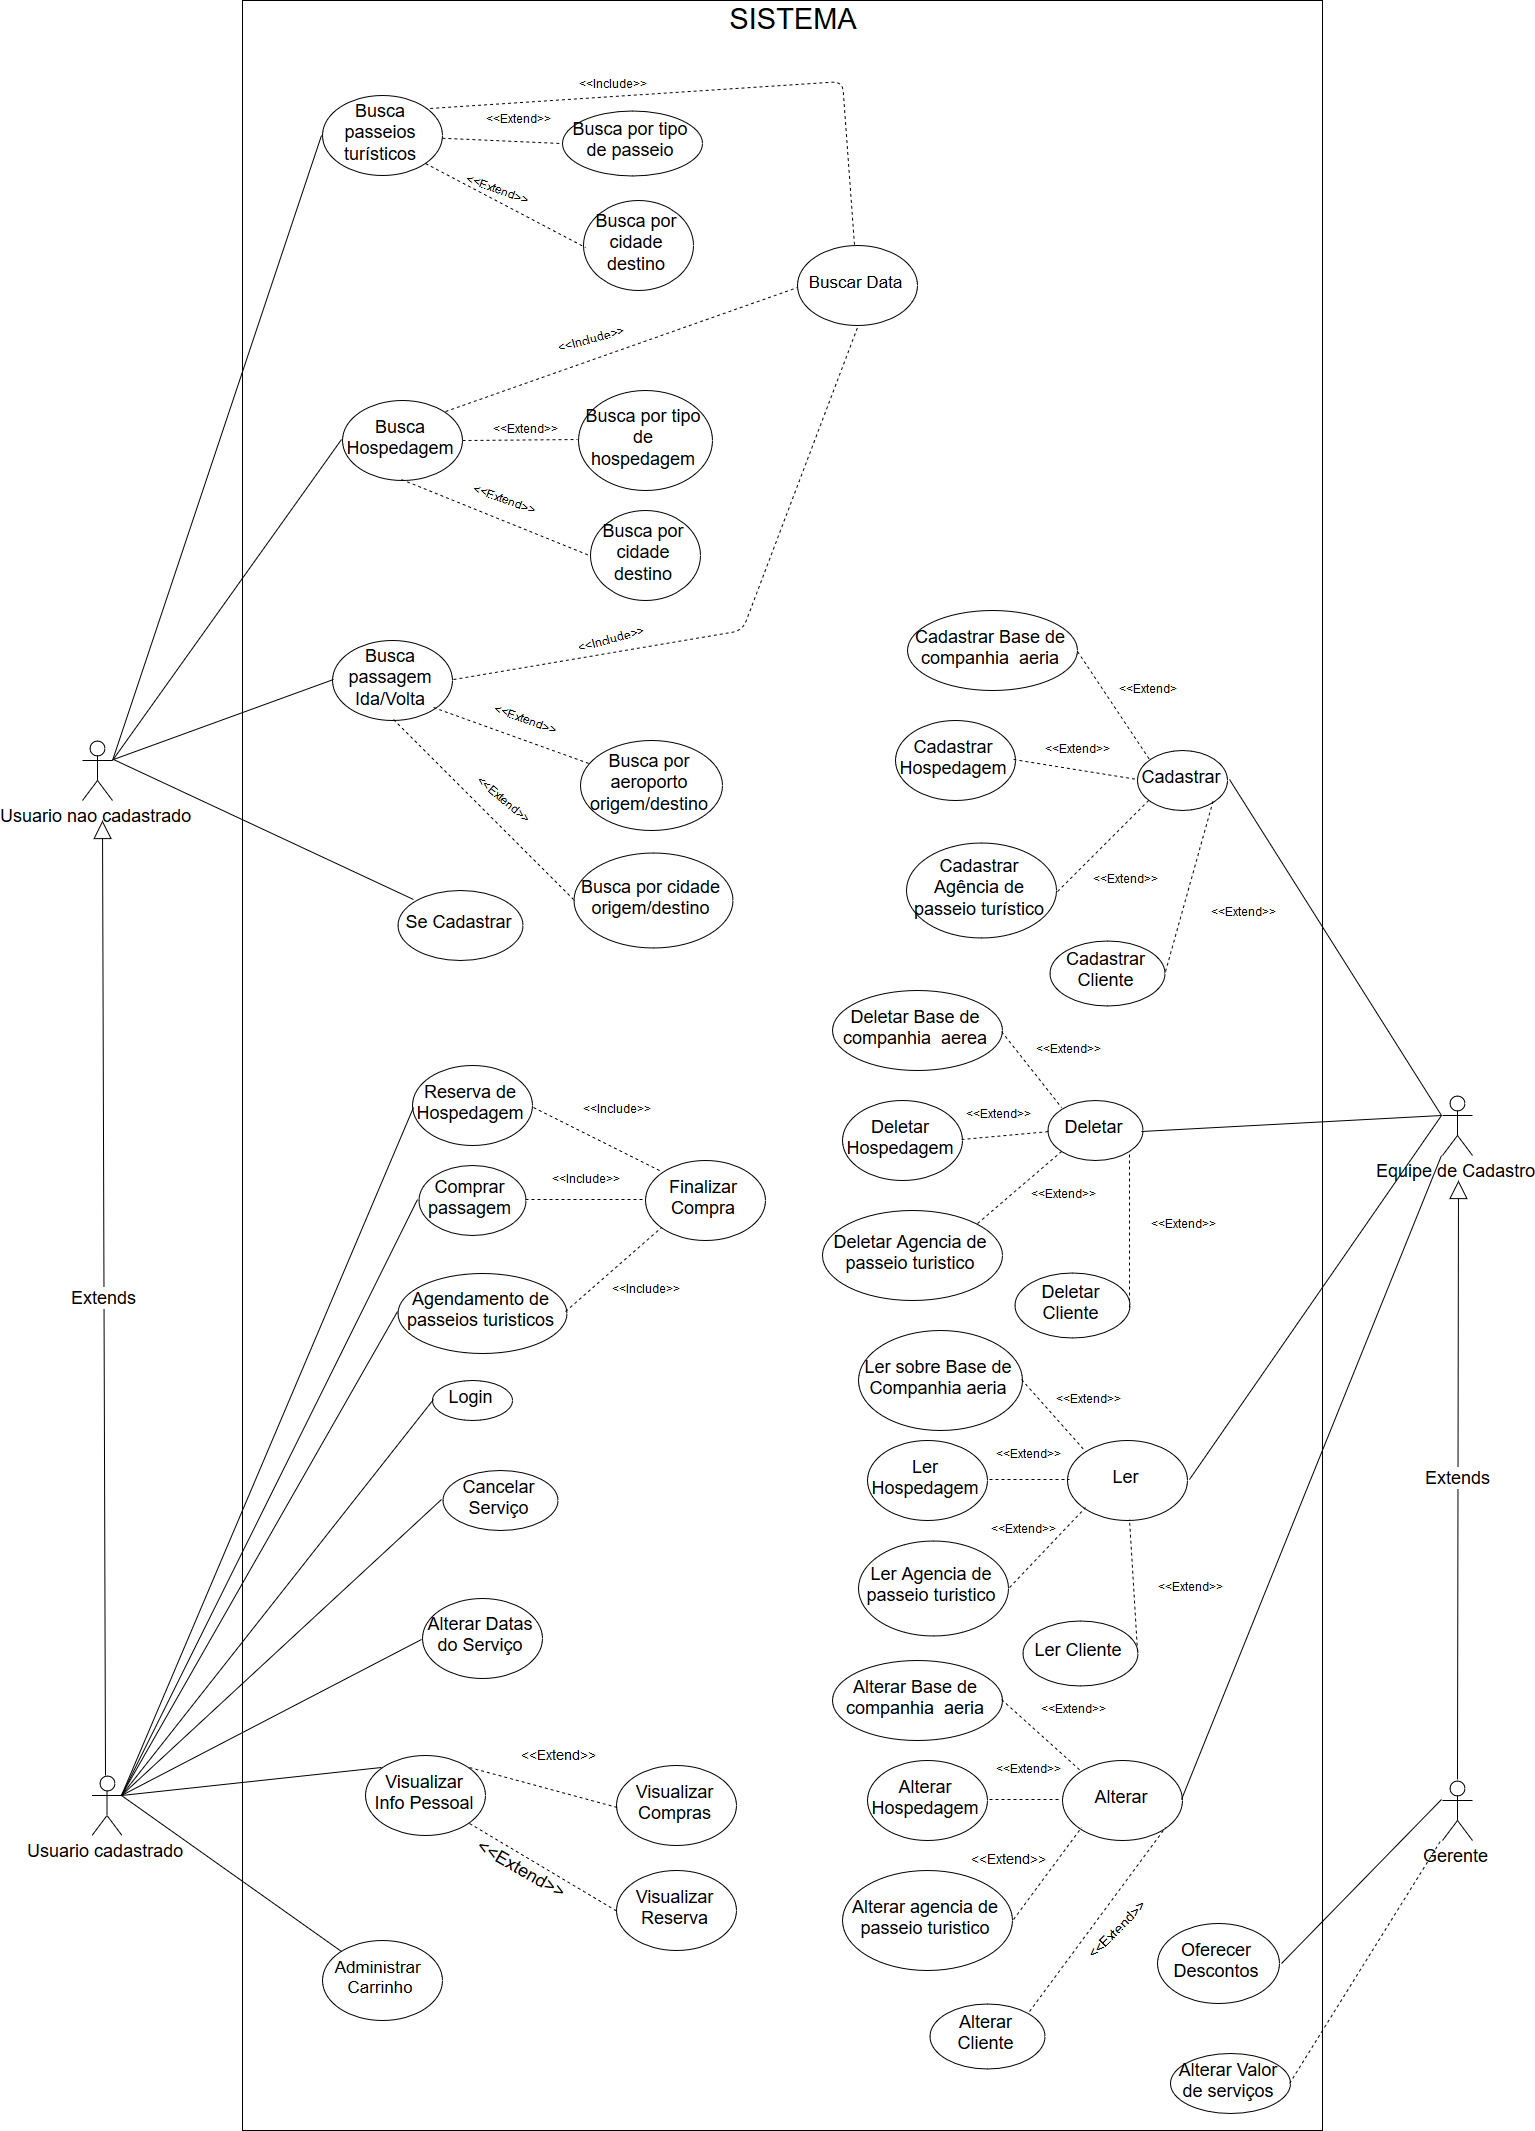 SISTEMA
<<Include>>
Busca
passeios
turísticos
<<Extend>>
Busca por tipo
de passeio
<<Extend>>
Busca por
cidade
destino
Buscar Data
<<Include>>
Busca
Hospedagem
<<Extend>>
Busca por tipo
de
hospedagem
<<Extend>>
Busca por
cidade
destino
<<Include>>
Busca
passagem
Ida/Volta
<<Extend>>
Busca por
aeroporto
origem/destino
<<Extend>>
Busca por cidade
origem/destino
Usuario nao cadastrado
Se Cadastrar
Cadastrar Base de
companhia aeria
<<Extend>
Cadastrar
Hospedagem
<<Extend>>
Cadastrar
Cadastrar
Agência de
passeio turístico
<<Extend>>
<<Extend>>
Cadastrar
Cliente
Deletar Base de
companhia aerea
<<Extend>>
Deletar
Hospedagem
<<Extend>>
Deletar
<<Extend>>
Deletar Agencia de
passeio turistico
<<Extend>>
Deletar
Cliente
Equipe de Cadastro
Reserva de
Hospedagem
<<Include>>
Comprar
passagem
<<Include>>
Finalizar
Compra
Agendamento de
passeios turisticos
<<Include>>
Extends
Login
Cancelar
Serviço
Alterar Datas
do Serviço
Ler sobre Base de
Companhia aeria
<<Extend>>
Ler
Hospedagem
<<Extend>>
Ler
<<Extend>>
Ler Agencia de
passeio turistico
<<Extend>>
Ler Cliente
Extends
Alterar Base de
companhia aeria
<<Extend>>
Alterar
Hospedagem
<<Extend>>
Alterar
<<Extend>>
Alterar agencia de
passeio turistico
<<Extend>>
Alterar
Cliente
Visualizar
Info Pessoal
<<Extend>>
Visualizar
Compras
<<Extend>>
Visualizar
Reserva
Usuario cadastrado
Administrar
Carrinho
Gerente
Oferecer
Descontos
Alterar Valor
de serviços